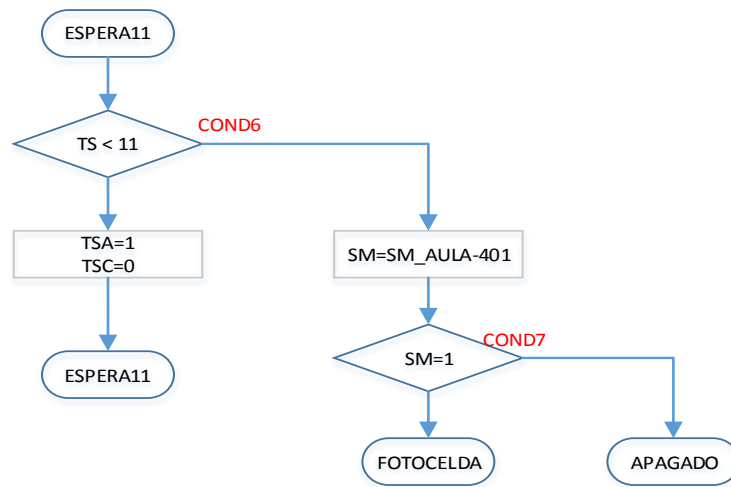 ESPERA11
COND6
TS < 11
TSA=1
TSC=0
SM=SM_AULA-401
COND7
SM=1
ESPERA11
FOTOCELDA
APAGADO